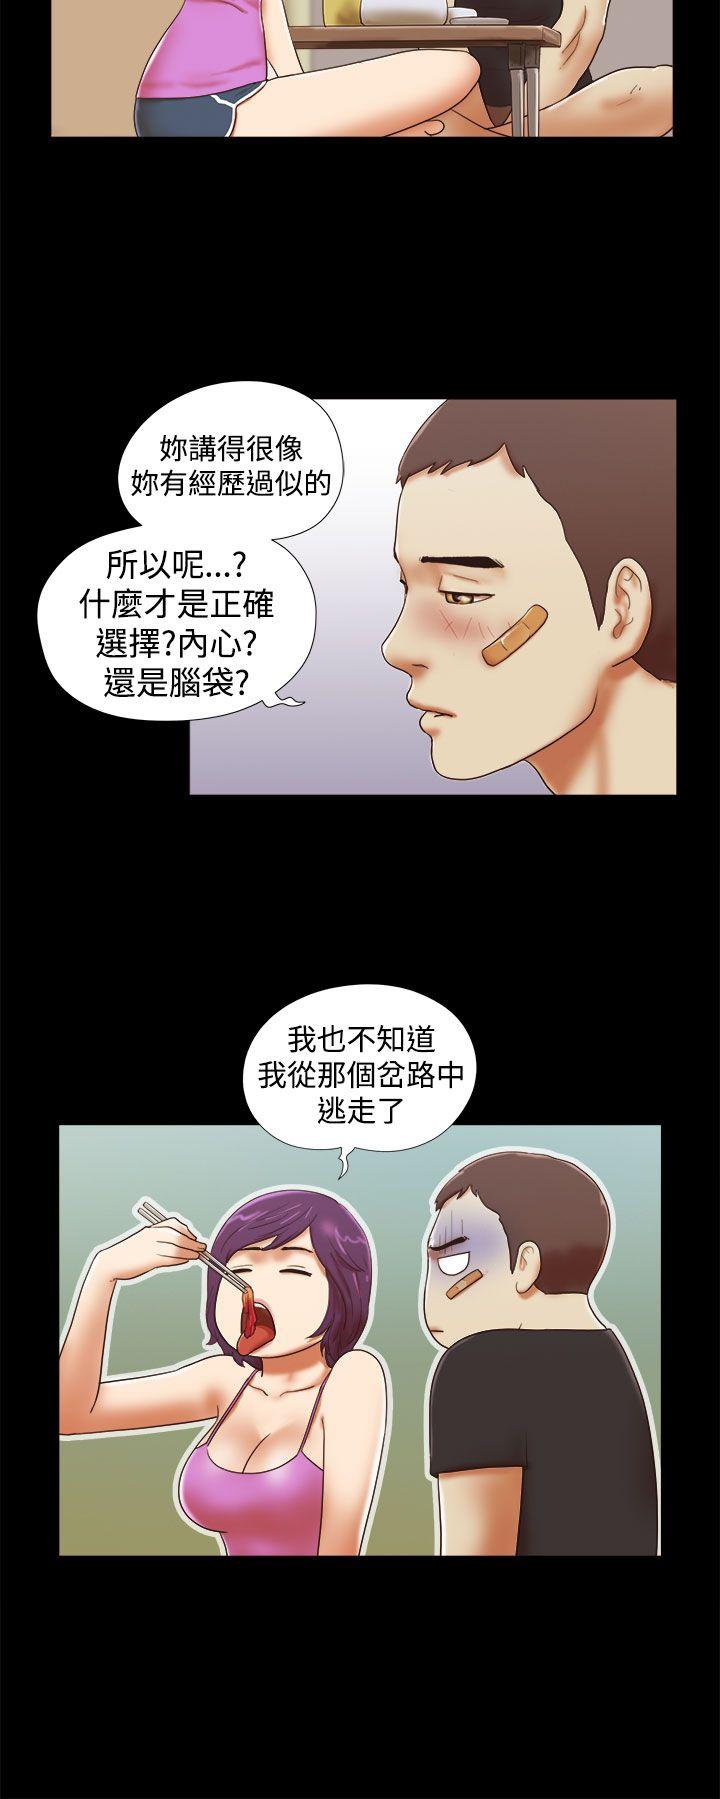 妳講得很像
妳有經歷過似的
所以呢...?
什麼才是正確
選擇?內心?
還是腦袋?
我也不知道
我從那個岔路中
逃走了